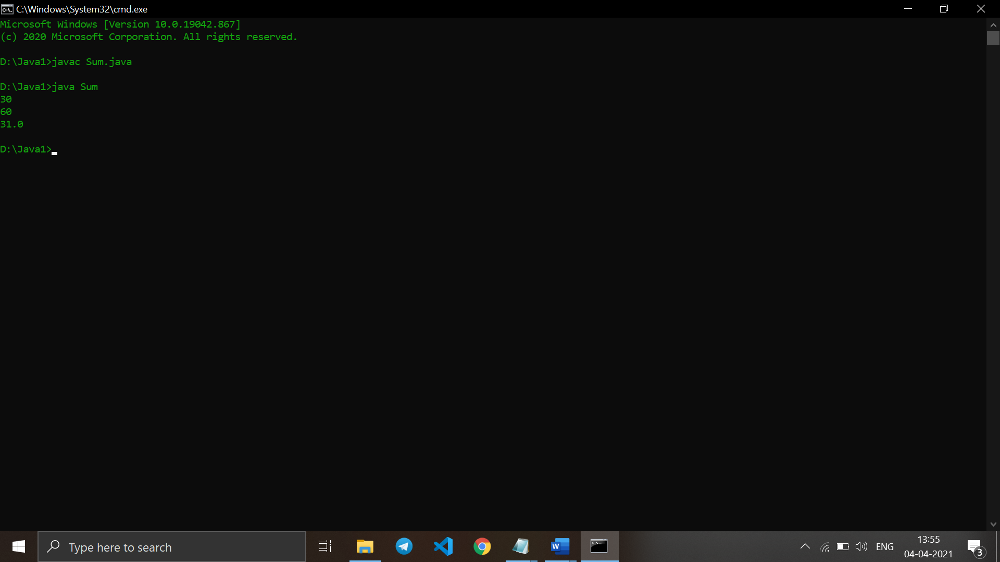 C:\Windows\System32\cmd.exe
Microsoft Windows [Version 10.0.19042.867]
(c) 2020 Microsoft Corporation. All rights reserved.
D:\Java1>javac Sum.java
D:\Java1>java Sum
30
60
31.0
D:\Java1>
Type here to search
ENG
13:55
04-04-2021
3